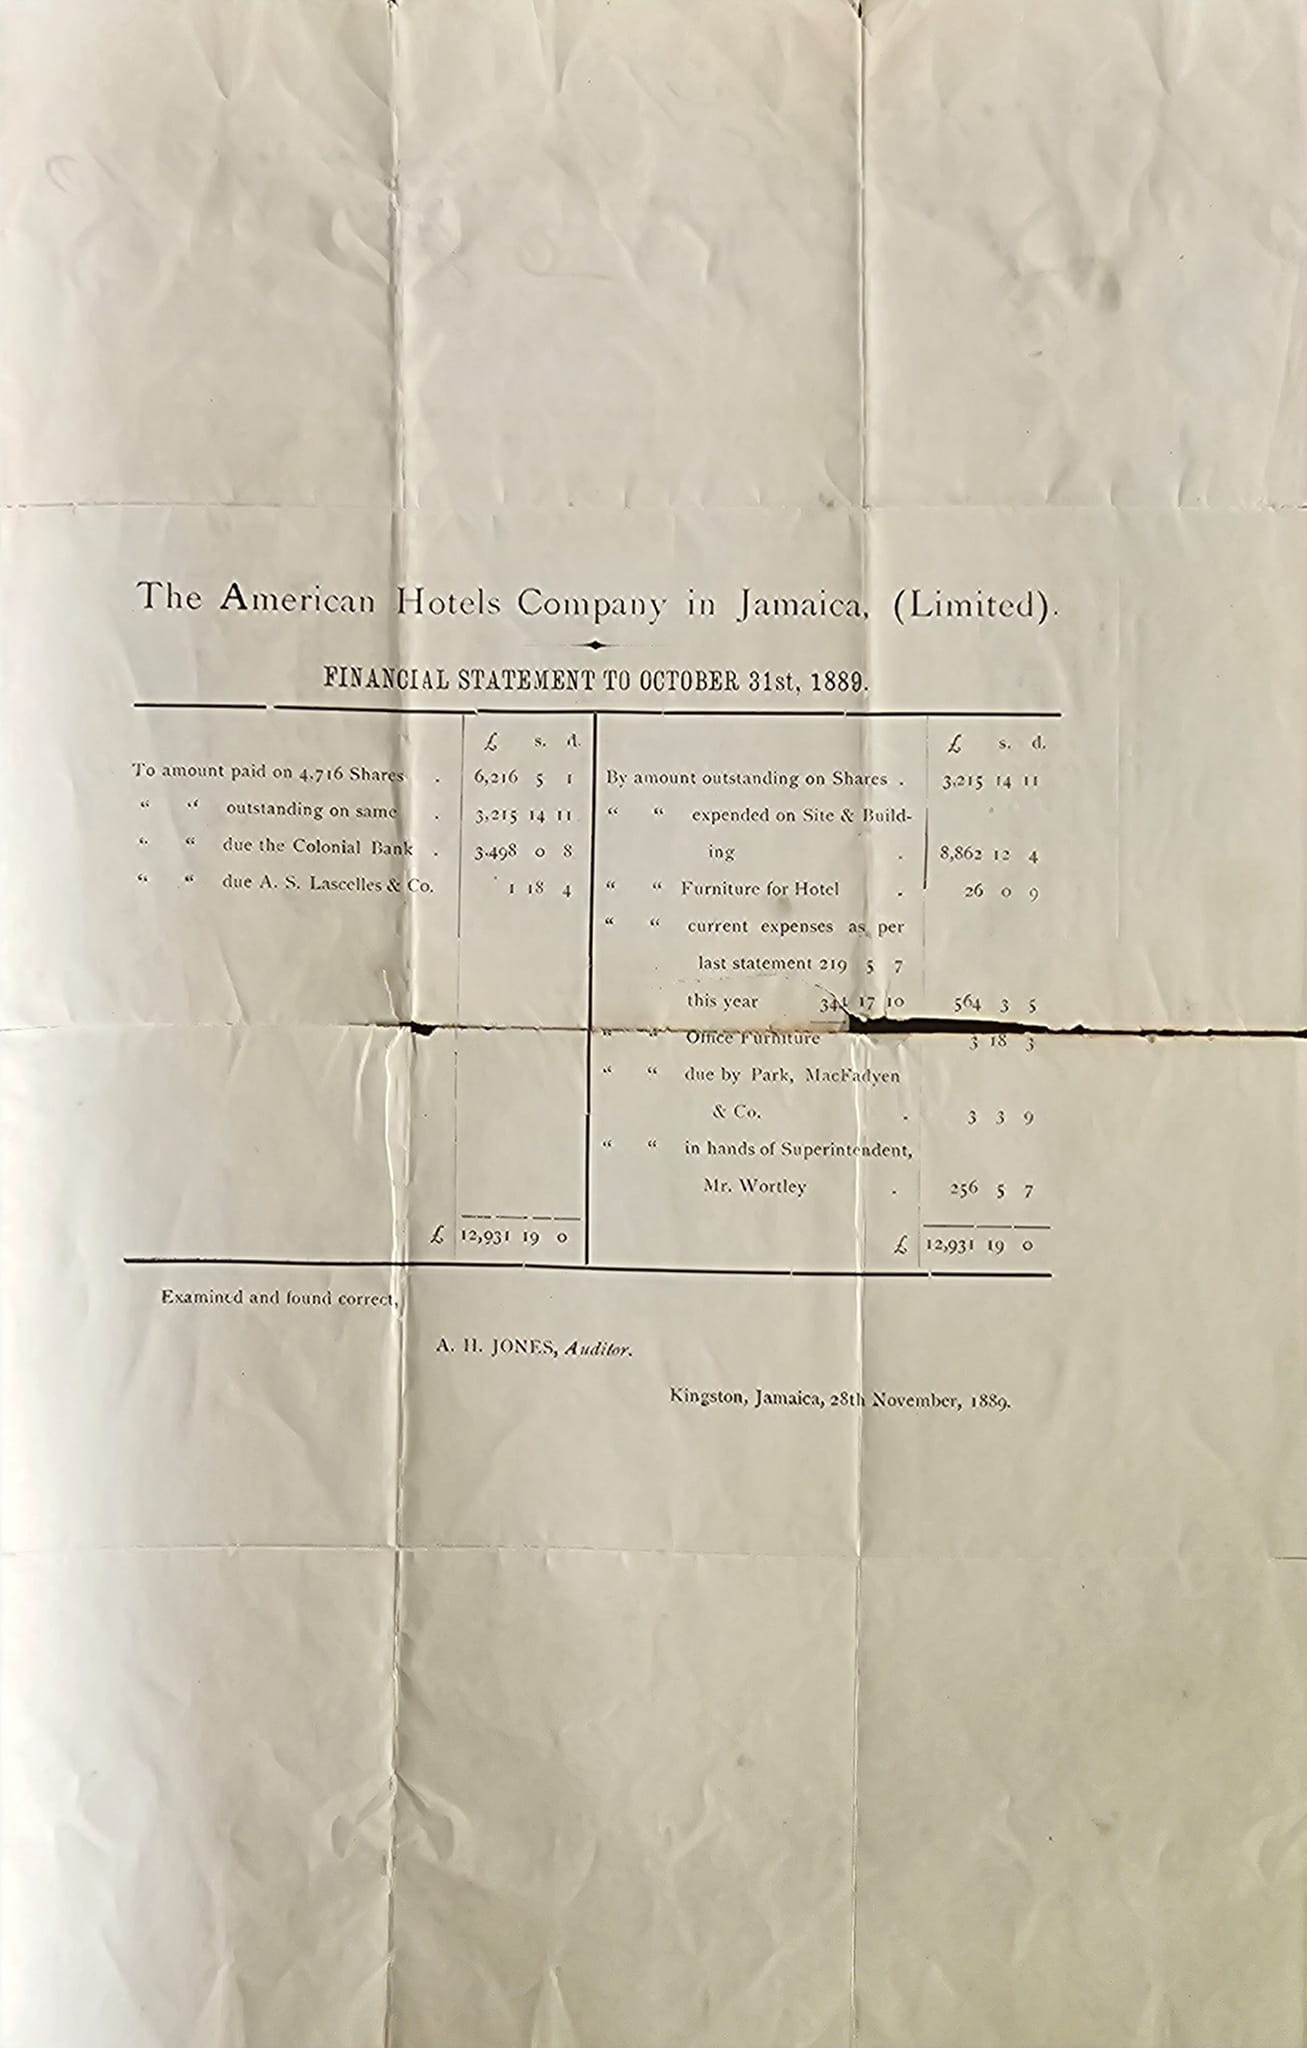 The American Hotels Company in Jamaica, (Limited).
FINANCIAL STATEMENT TO OCTOBER 31st, 1889.
£ s. d.
To amount paid on 4,716 Shares . 6,216 5 1
“ “ outstanding on same . 3,215 14 11
“ “ due the Colonial Bank . 3,498 0 8
“ “ due A. S. Lascelles & Co. 1 18 4
£ 12,931 19 0
£ s. d.
By amount outstanding on Shares . 3,215 14 11
“ “ expended on Site & Build-
ing . 8,862 12 4
“ “ Furniture for Hotel . 26 0 9
“ “ current expenses as per
last statement 219 5 7
this year 344 17 10 564 3 5
“ “ Office Furniture 3 18 3
“ “ due by Park, MacFadyen
& Co. . 3 3 9
“ “ in hands of Superintendent,
Mr. Wortley . 256 5 7
£ 12,931 19 0
Examined and found correct,
A. H. JONES, Auditor.
Kingston, Jamaica, 28th November, 1889.